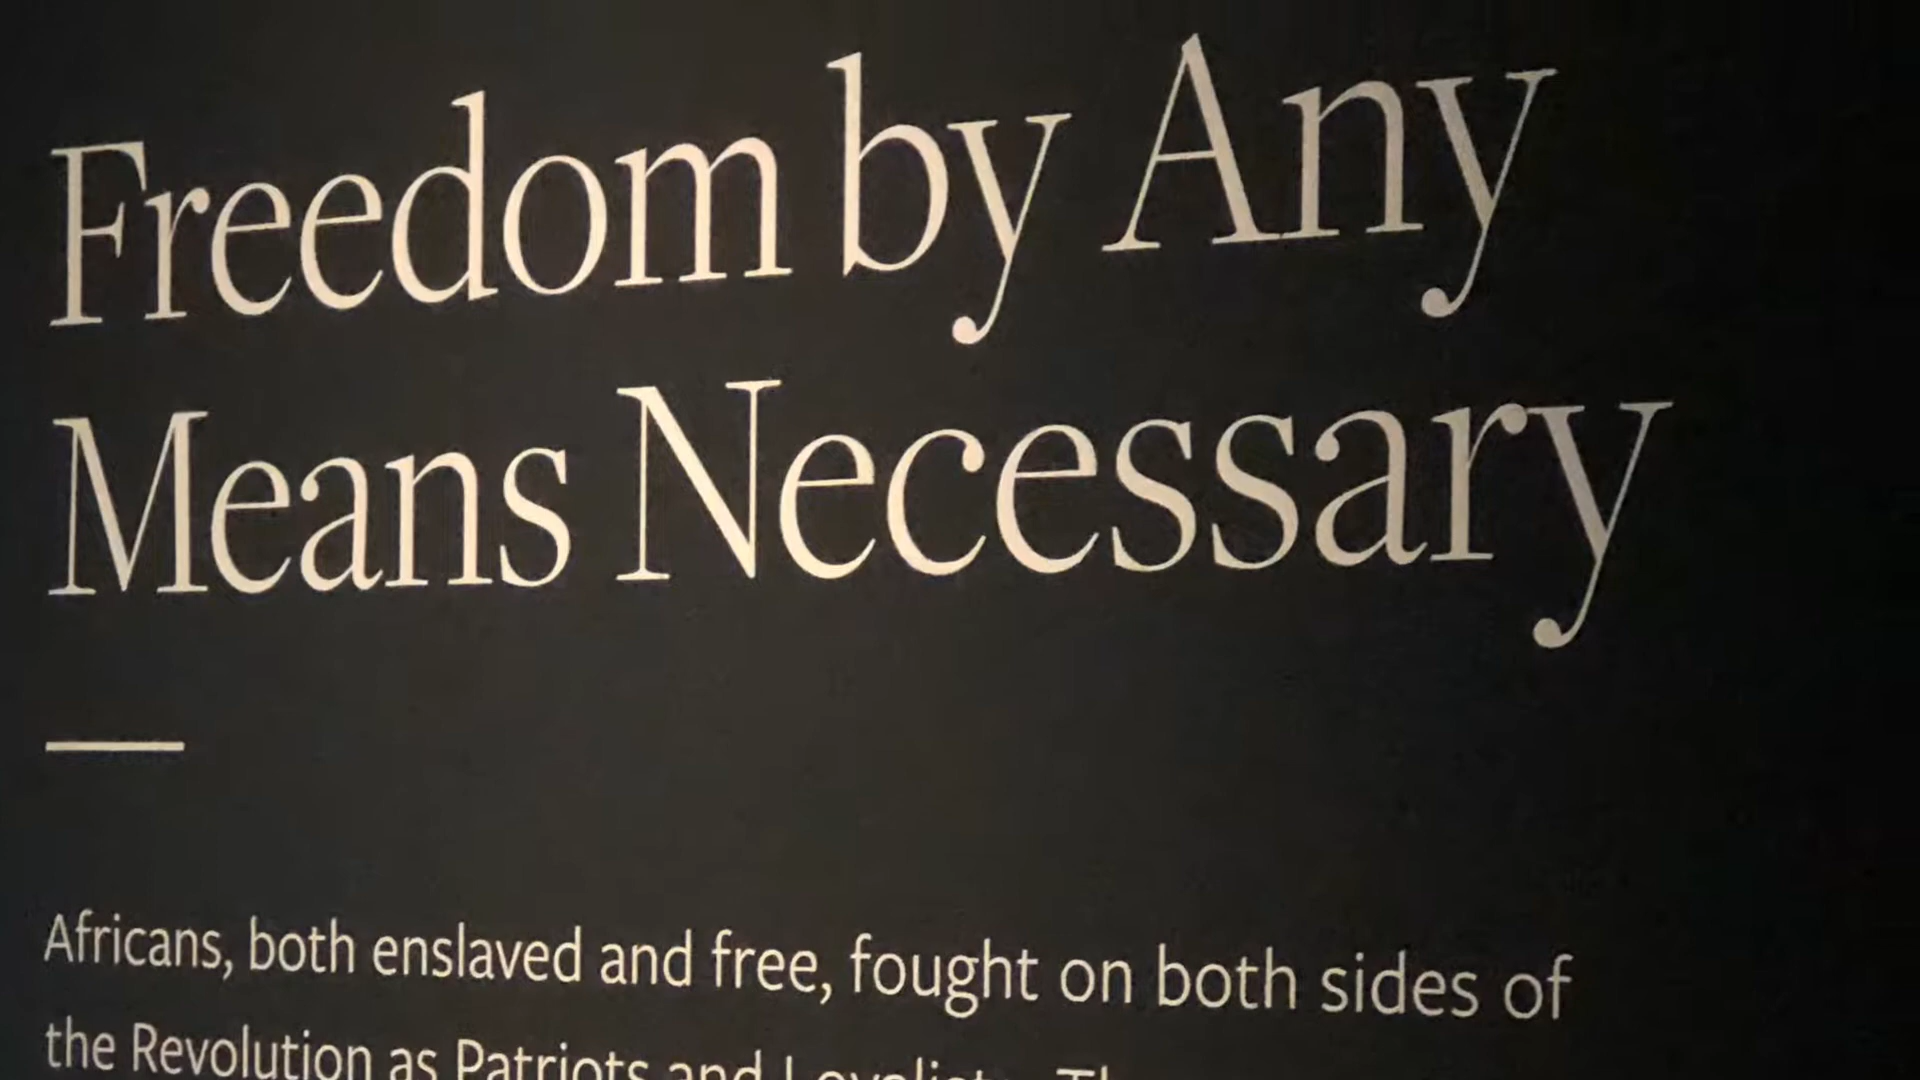 Freedom by Any
Means Necessary
Africans, both enslaved and free, fought on both sides of
the Revolution as Patriots and Loyalists.